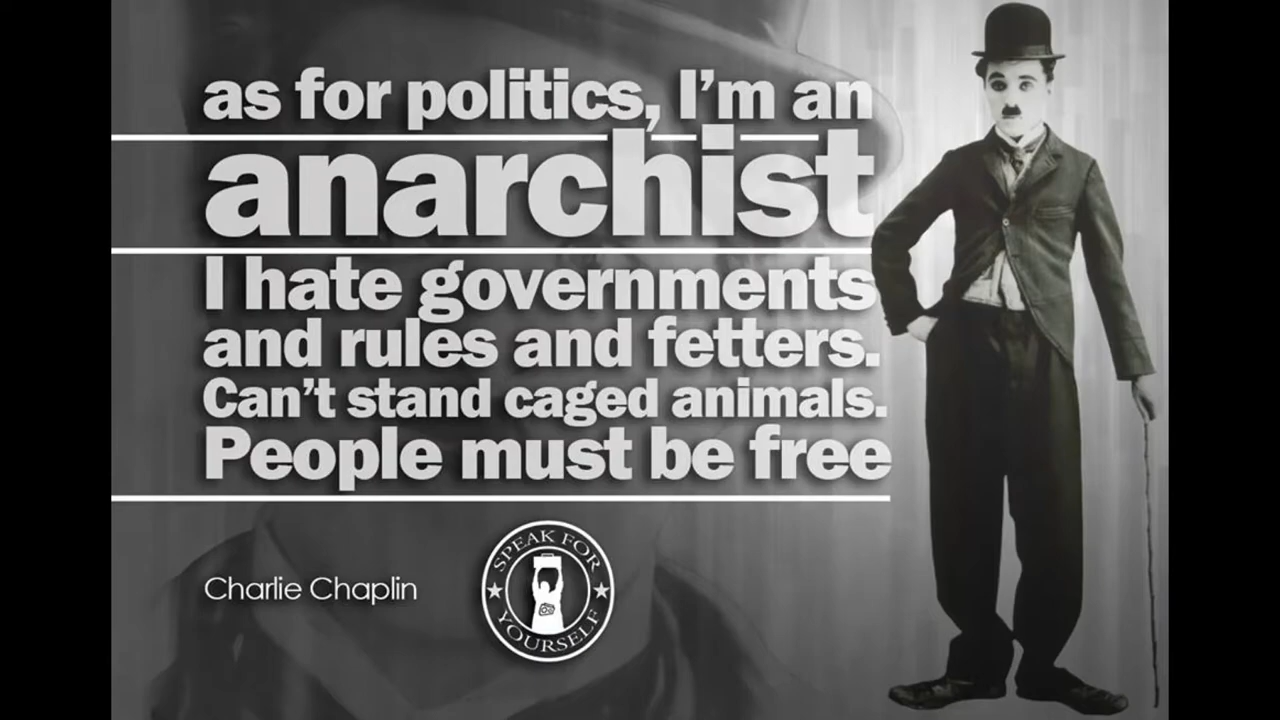 as for politics, I'm an
anarchist
I hate governments
and rules and fetters.
Can't stand caged animals.
People must be free
Charlie Chaplin
SPEAK FOR
YOURSELF